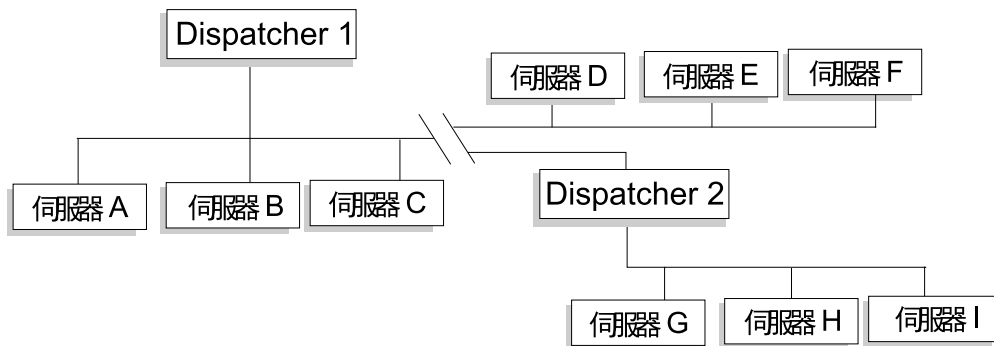 Dispatcher 1
伺服器 D
伺服器 E
伺服器 F
伺服器 A
伺服器 B
伺服器 C
Dispatcher 2
伺服器 G
伺服器 H
伺服器 I